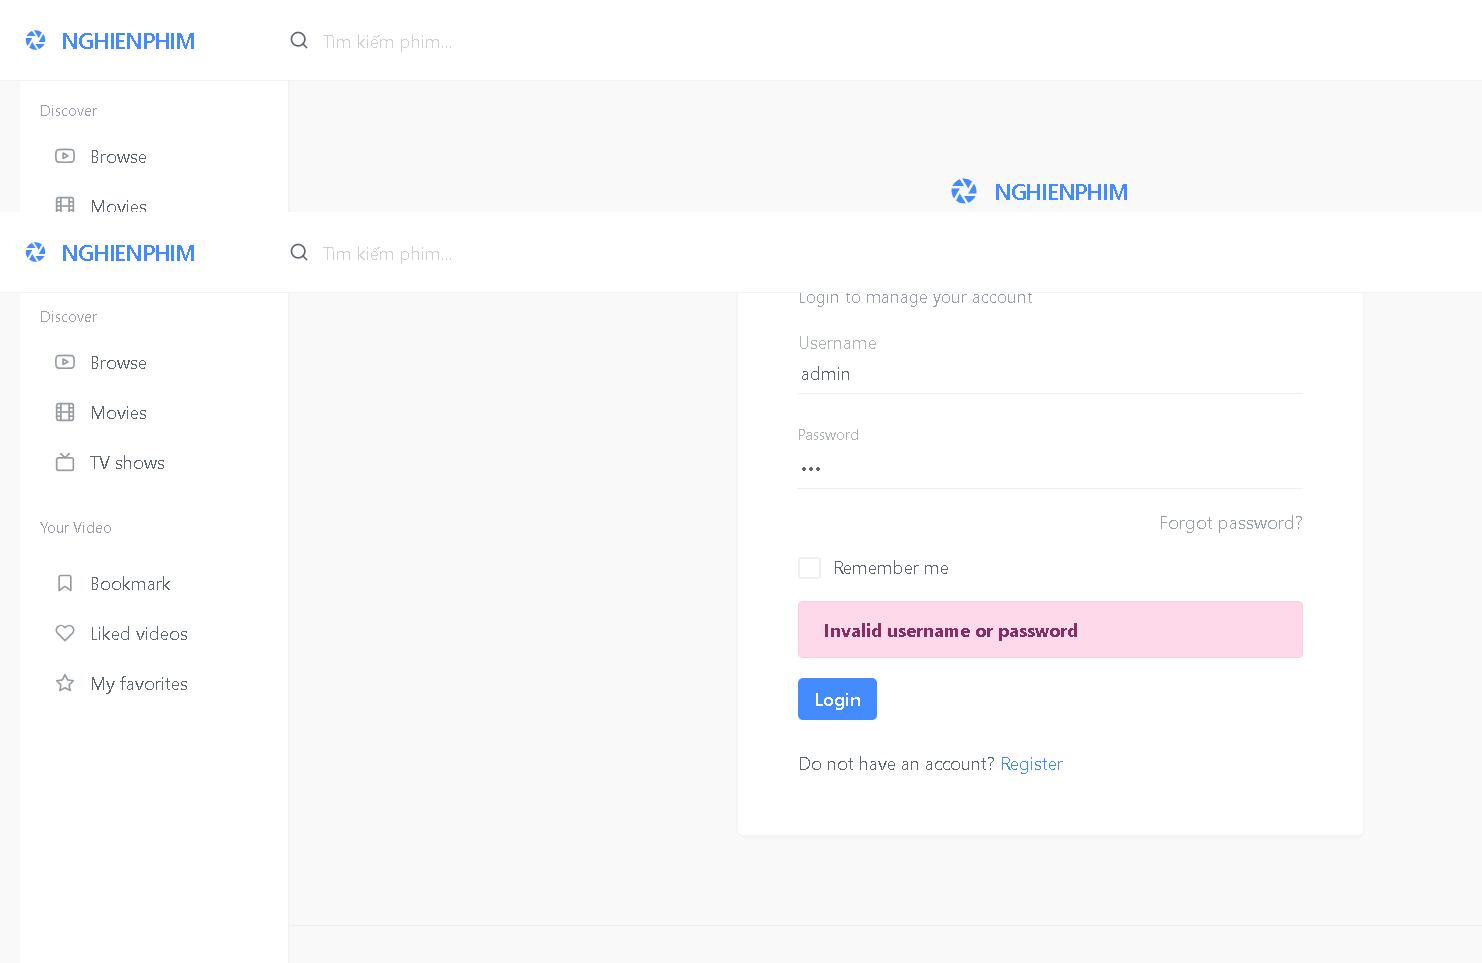 NGHIENPHIM
Tìm kiếm phim...
Discover
Browse
Movies
NGHIENPHIM
NGHIENPHIM
Tìm kiếm phim...
Login to manage your account
Discover
Browse
Movies
TV shows
Your Video
Bookmark
Liked videos
My favorites
Username
admin
Password
Forgot password?
Remember me
Invalid username or password
Login
Do not have an account? Register